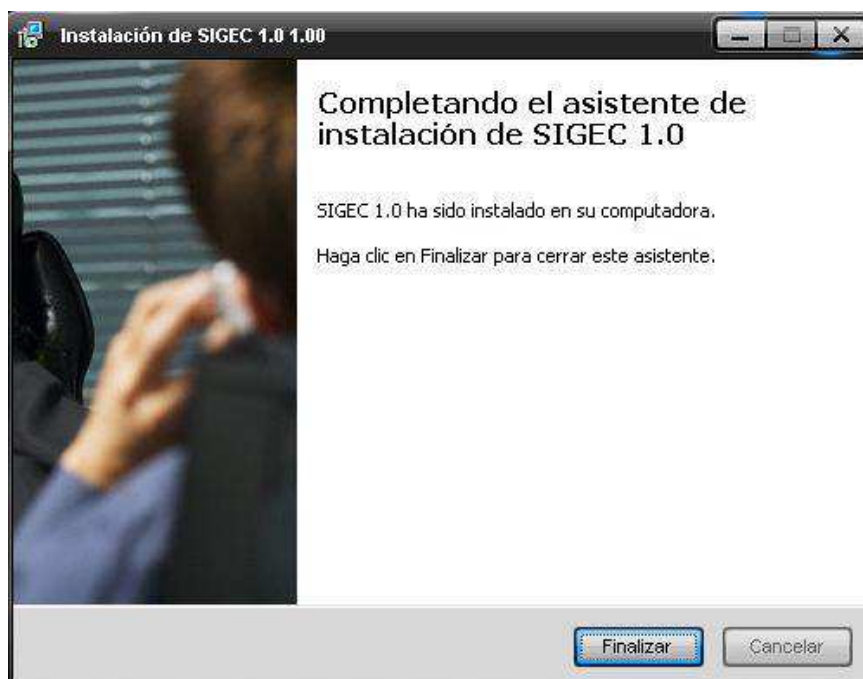 Instalación de SIGEC 1.0 1.00
Completando el asistente de
instalación de SIGEC 1.0
SIGEC 1.0 ha sido instalado en su computadora.
Haga clic en Finalizar para cerrar este asistente.
Finalizar
Cancelar